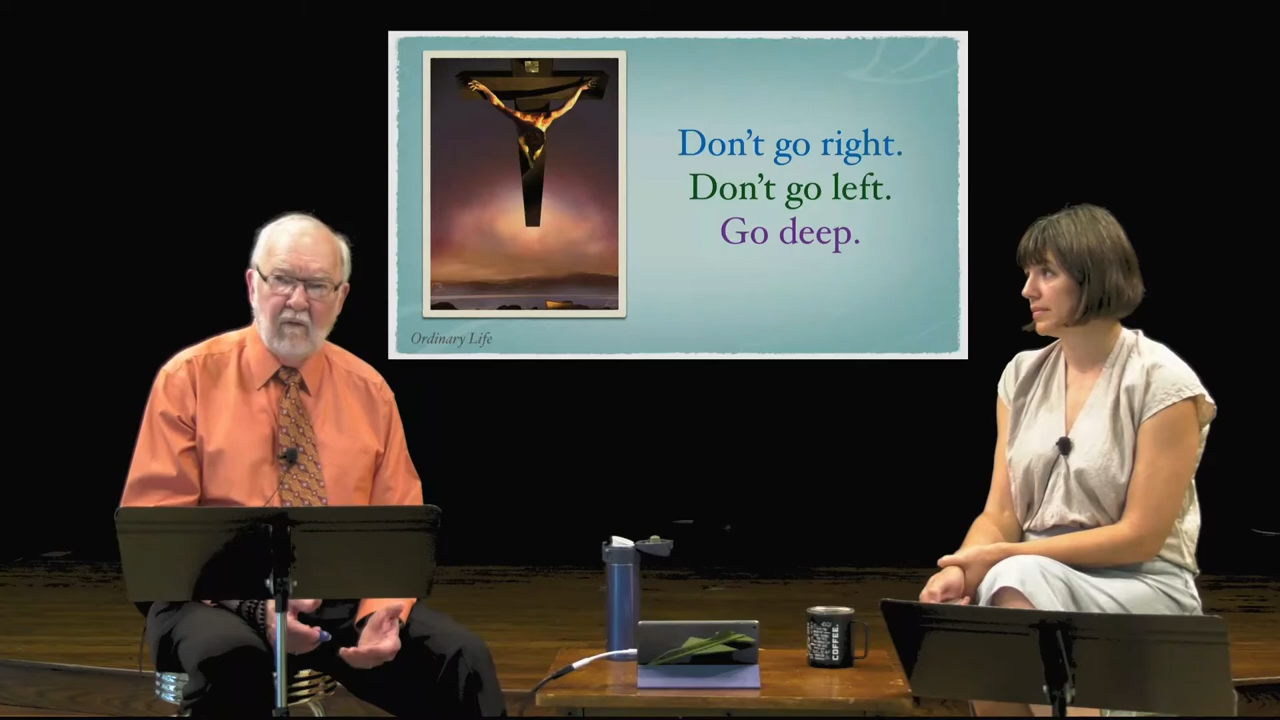 Don't go right.
Don't go left.
Go deep.
Ordinary Life
COFFEE.